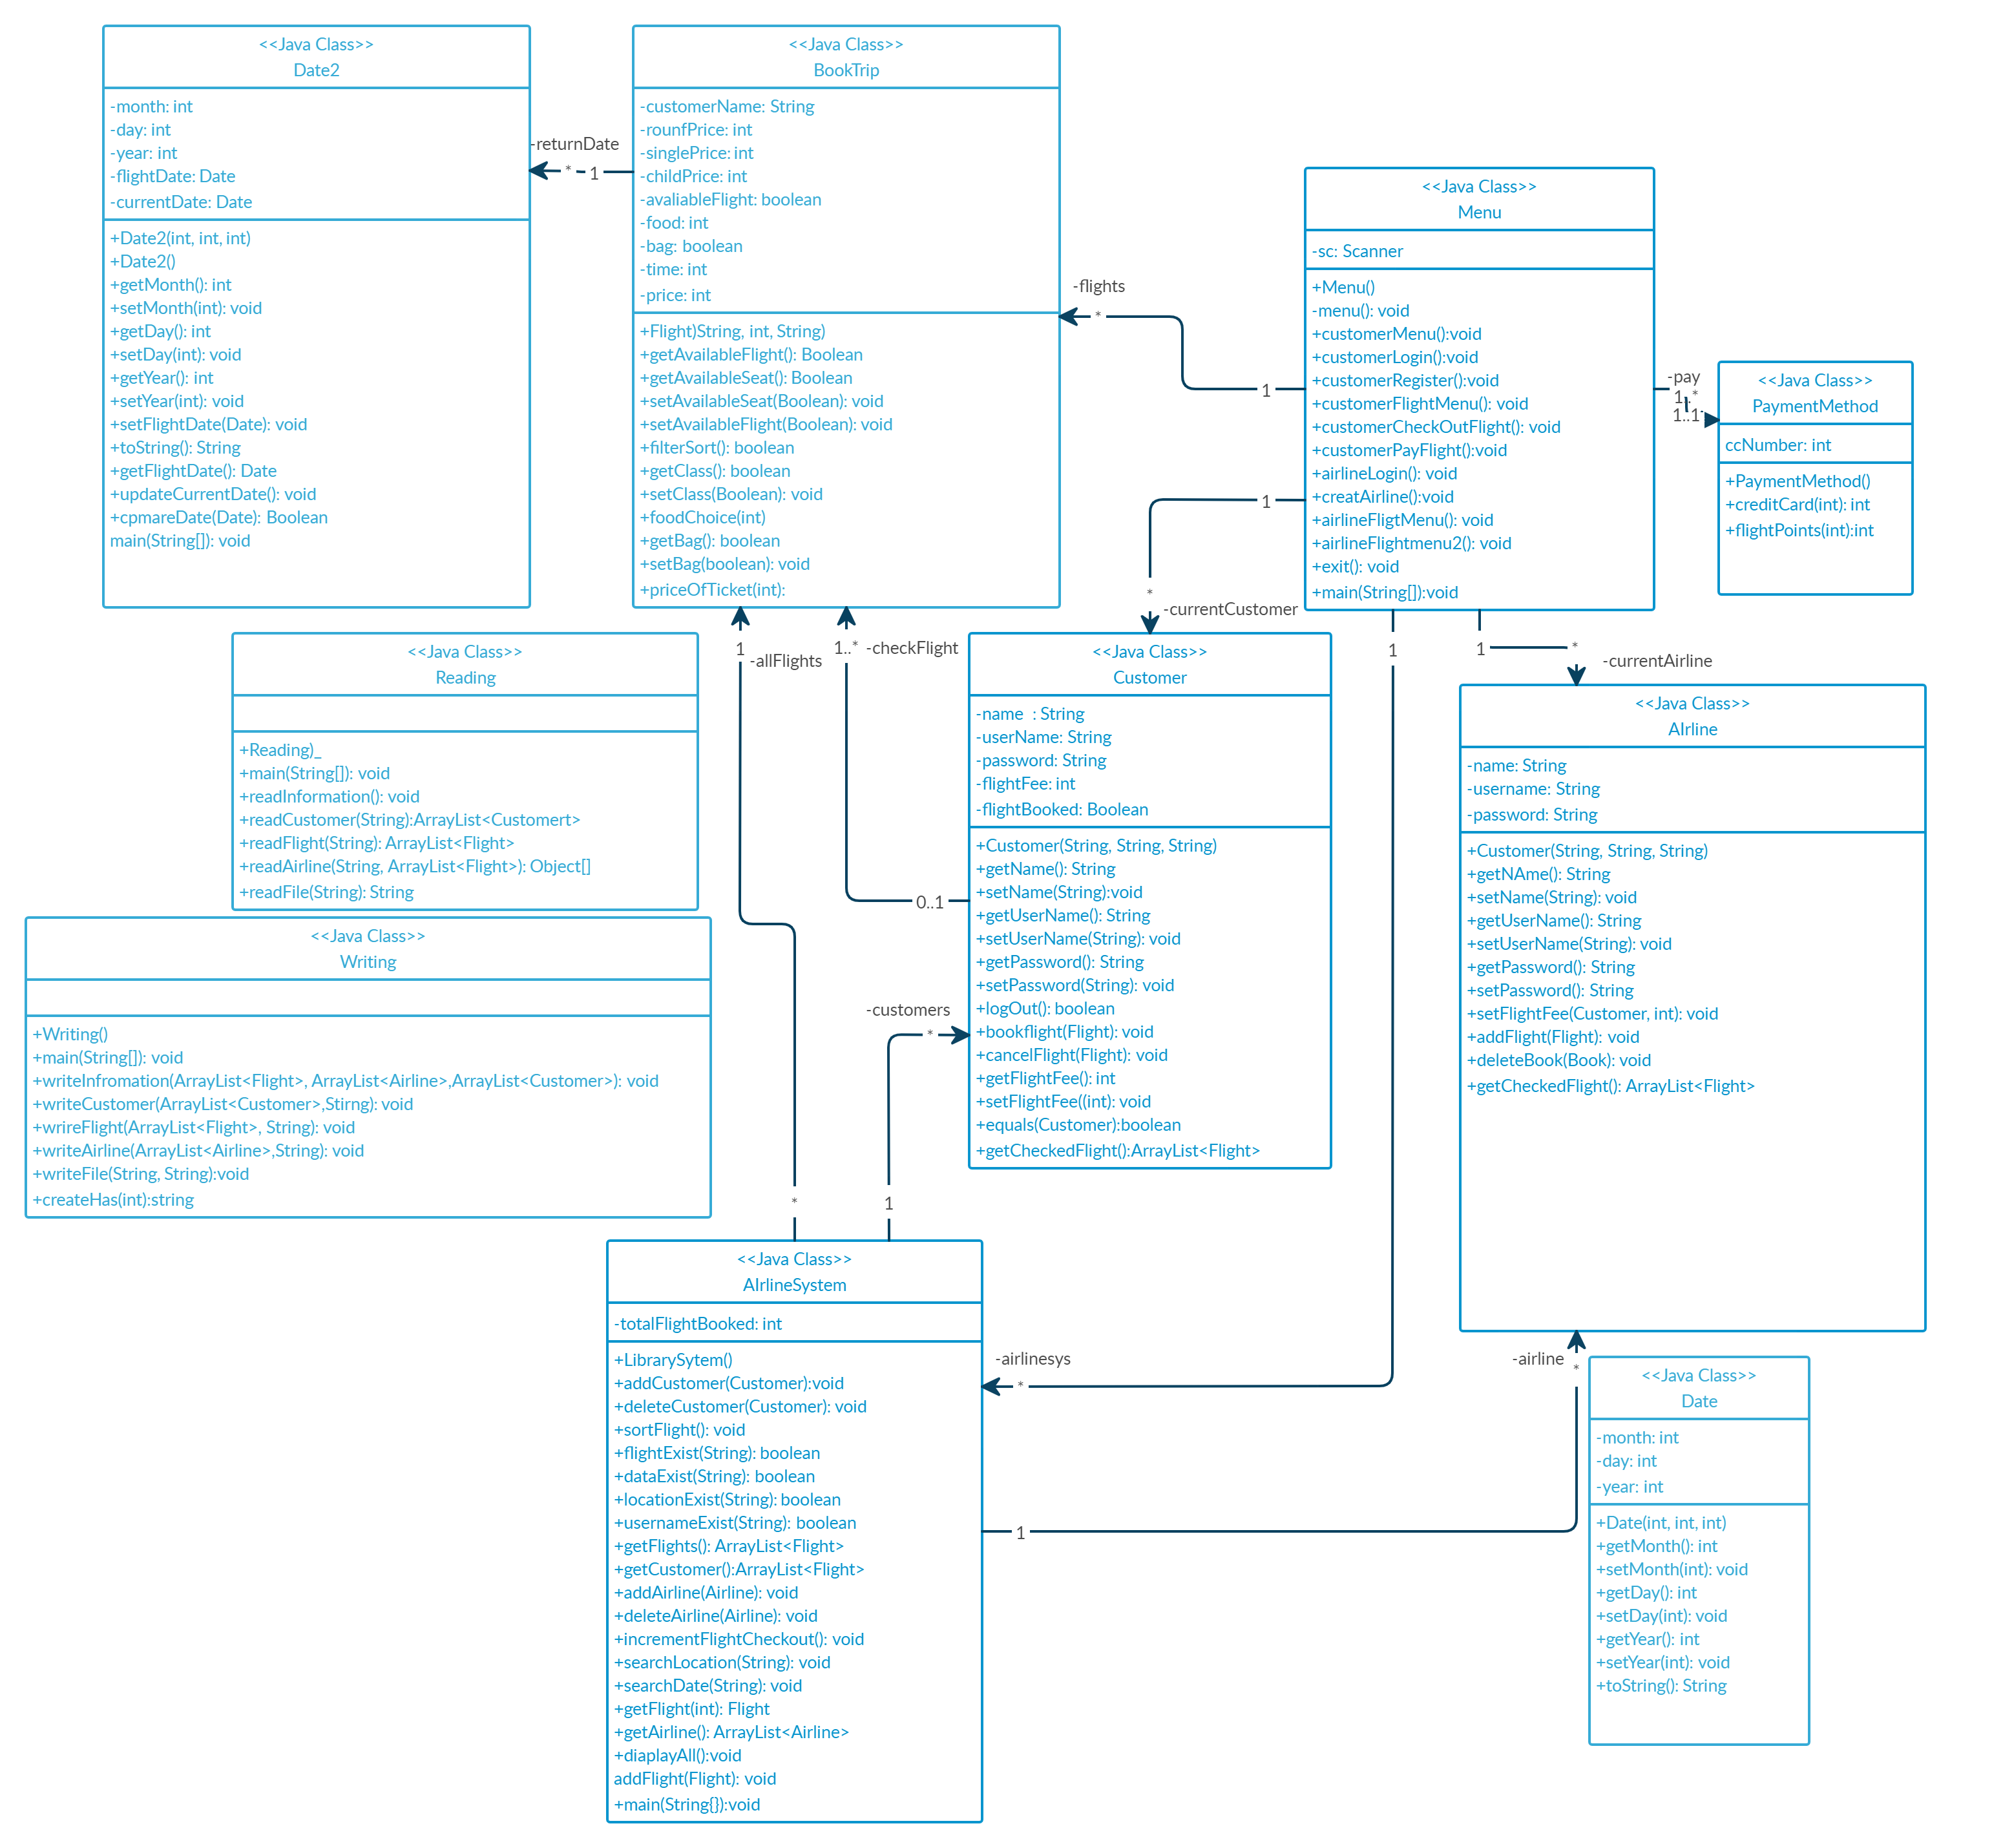 <<Java Class>>
Date2
-month: int
-day: int
-year: int
-flightDate: Date
-currentDate: Date
+Date2(int, int, int)
+Date2()
+getMonth(): int
+setMonth(int): void
+getDay(): int
+setDay(int): void
+getYear(): int
+setYear(int): void
+setFlightDate(Date): void
+toString(): String
+getFlightDate(): Date
+updateCurrentDate(): void
+cpmareDate(Date): Boolean
main(String[]): void
-returnDate
* 1
<<Java Class>>
BookTrip
-customerName: String
-rounfPrice: int
-singlePrice: int
-childPrice: int
-avaliableFlight: boolean
-food: int
-bag: boolean
-time: int
-price: int
+Flight)String, int, String)
+getAvailableFlight(): Boolean
+getAvailableSeat(): Boolean
+setAvailableSeat(Boolean): void
+setAvailableFlight(Boolean): void
+filterSort(): boolean
+getClass(): boolean
+setClass(Boolean): void
+foodChoice(int)
+getBag(): boolean
+setBag(boolean): void
+priceOfTicket(int):
-flights
*
1
<<Java Class>>
Menu
-sc: Scanner
+Menu()
-menu(): void
+customerMenu():void
+customerLogin():void
+customerRegister():void
+customerFlightMenu(): void
+customerCheckOutFlight(): void
+customerPayFlight():void
+airlineLogin(): void
+creatAirline():void
+airlineFligtMenu(): void
+airlineFlightmenu2(): void
+exit(): void
+main(String[]):void
-pay
1..*
1..1
<<Java Class>>
PaymentMethod
ccNumber: int
+PaymentMethod()
+creditCard(int): int
+flightPoints(int):int
1
*
-currentCustomer
1
-allFlights
1..*
-checkFlight
1
1
*
-currentAirline
<<Java Class>>
Reading
+Reading)_
+main(String[]): void
+readInformation(): void
+readCustomer(String):ArrayList<Customert>
+readFlight(String): ArrayList<Flight>
+readAirline(String, ArrayList<Flight>): Object[]
+readFile(String): String
<<Java Class>>
Customer
-name  : String
-userName: String
-password: String
-flightFee: int
-flightBooked: Boolean
+Customer(String, String, String)
+getName(): String
+setName(String):void
+getUserName(): String
+setUserName(String): void
+getPassword(): String
+setPassword(String): void
+logOut(): boolean
+bookflight(Flight): void
+cancelFlight(Flight): void
+getFlightFee(): int
+setFlightFee((int): void
+equals(Customer):boolean
+getCheckedFlight():ArrayList<Flight>
0..1
<<Java Class>>
AIrline
-name: String
-username: String
-password: String
+Customer(String, String, String)
+getNAme(): String
+setName(String): void
+getUserName(): String
+setUserName(String): void
+getPassword(): String
+setPassword(): String
+setFlightFee(Customer, int): void
+addFlight(Flight): void
+deleteBook(Book): void
+getCheckedFlight(): ArrayList<Flight>
<<Java Class>>
Writing
+Writing()
+main(String[]): void
+writeInfromation(ArrayList<Flight>, ArrayList<Airline>,ArrayList<Customer>): void
+writeCustomer(ArrayList<Customer>,Stirng): void
+wrireFlight(ArrayList<Flight>, String): void
+writeAirline(ArrayList<Airline>,String): void
+writeFile(String, String):void
+createHas(int):string
-customers
*
*
1
<<Java Class>>
AIrlineSystem
-totalFlightBooked: int
+LibrarySytem()
+addCustomer(Customer):void
+deleteCustomer(Customer): void
+sortFlight(): void
+flightExist(String): boolean
+dataExist(String): boolean
+locationExist(String): boolean
+usernameExist(String): boolean
+getFlights(): ArrayList<Flight>
+getCustomer():ArrayList<Flight>
+addAirline(Airline): void
+deleteAirline(Airline): void
+incrementFlightCheckout(): void
+searchLocation(String): void
+searchDate(String): void
+getFlight(int): Flight
+getAirline(): ArrayList<Airline>
+diaplayAll():void
addFlight(Flight): void
+main(String{}):void
-airlinesys
*
1
-airline
*
<<Java Class>>
Date
-month: int
-day: int
-year: int
+Date(int, int, int)
+getMonth(): int
+setMonth(int): void
+getDay(): int
+setDay(int): void
+getYear(): int
+setYear(int): void
+toString(): String